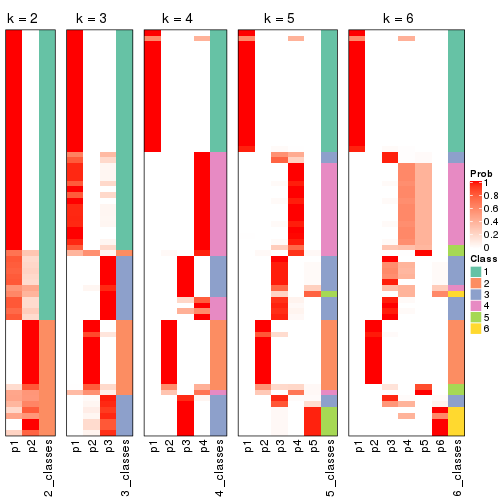 k = 2
k = 3
k = 4
k = 5
k = 6
p1
p2
2_classes
p1
p2
p3
3_classes
p1
p2
p3
p4
4_classes
p1
p2
p3
p4
p5
5_classes
p1
p2
p3
p4
p5
p6
6_classes
Prob
1
0.8
0.6
0.4
0.2
0
Class
1
2
3
4
5
6